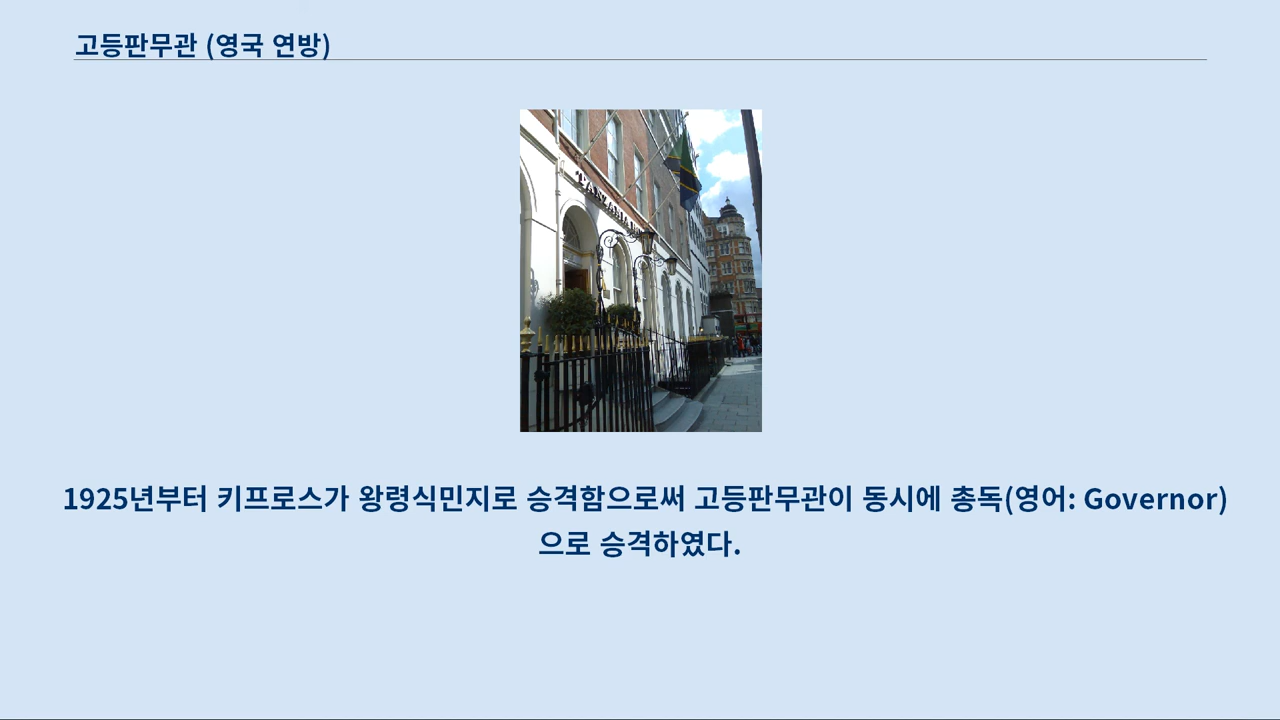 고등판무관 (영국 연방)
1925년부터 키프로스가 왕령식민지로 승격함으로써 고등판무관이 동시에 총독(영어: Governor)
으로 승격하였다.